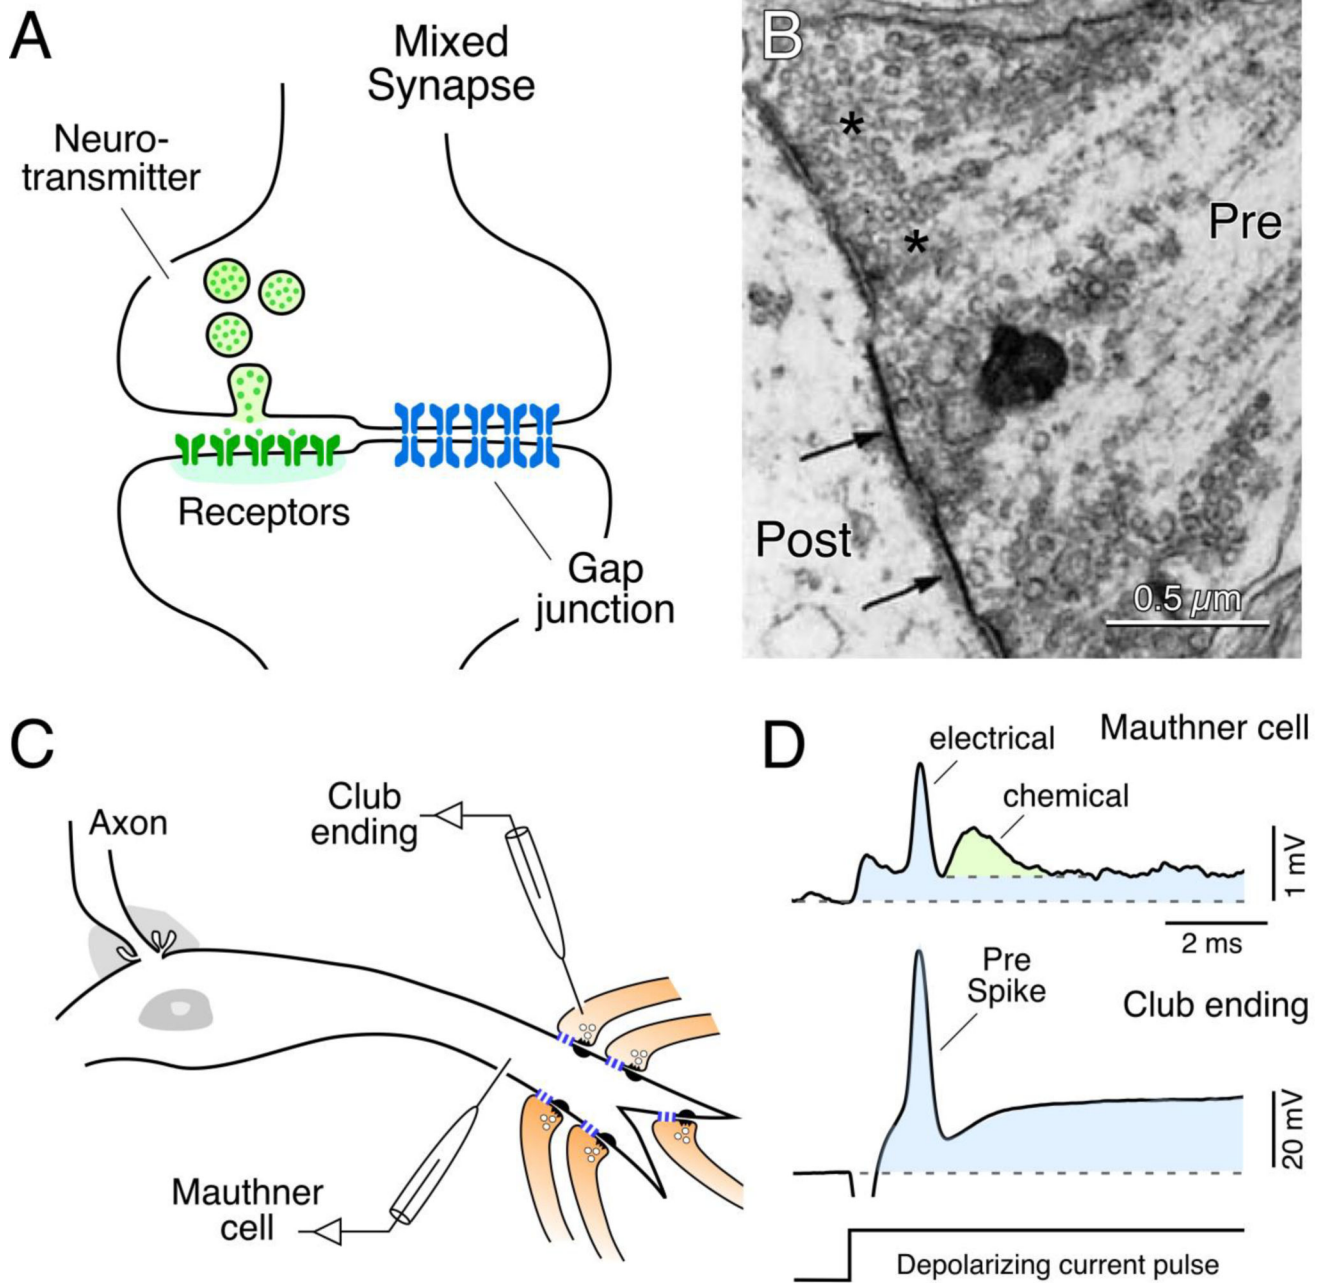 A
Mixed
Synapse
Neuro-
transmitter
Receptors
Gap
junction
B
*
*
Pre
Post
0.5 µm
C
Club
ending
Axon
Mauthner
cell
D
electrical
Mauthner cell
chemical
1 mV
2 ms
Pre
Spike
Club ending
20 mV
Depolarizing current pulse